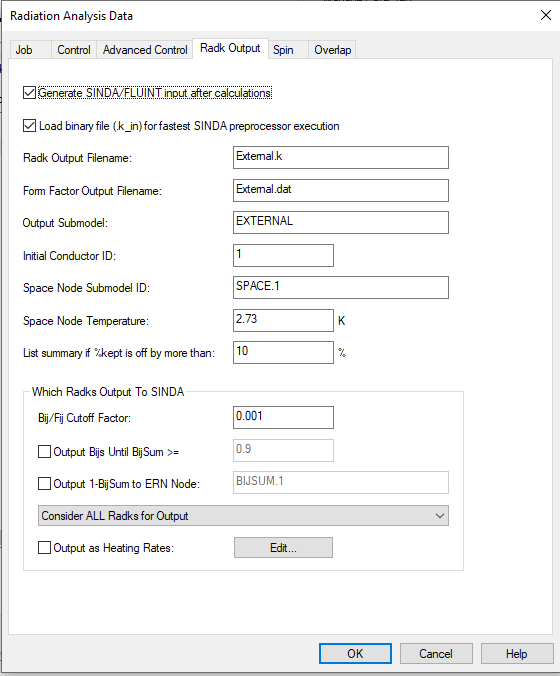 Radiation Analysis Data
Job Control Advanced Control Radk Output Spin Overlap
Generate SINDA/FLUINT input after calculations
Load binary file (.k_in) for fastest SINDA preprocessor execution
Radk Output Filename: External.k
Form Factor Output Filename: External.dat
Output Submodel: EXTERNAL
Initial Conductor ID: 1
Space Node Submodel ID: SPACE.1
Space Node Temperature: 2.73 K
List summary if %kept is off by more than: 10 %
Which Radks Output To SINDA
Bij/Fij Cutoff Factor: 0.001
Output Bijs Until BijSum >= 0.9
Output 1-BijSum to ERN Node: BIJSUM.1
Consider ALL Radks for Output
Output as Heating Rates: Edit...
OK Cancel Help